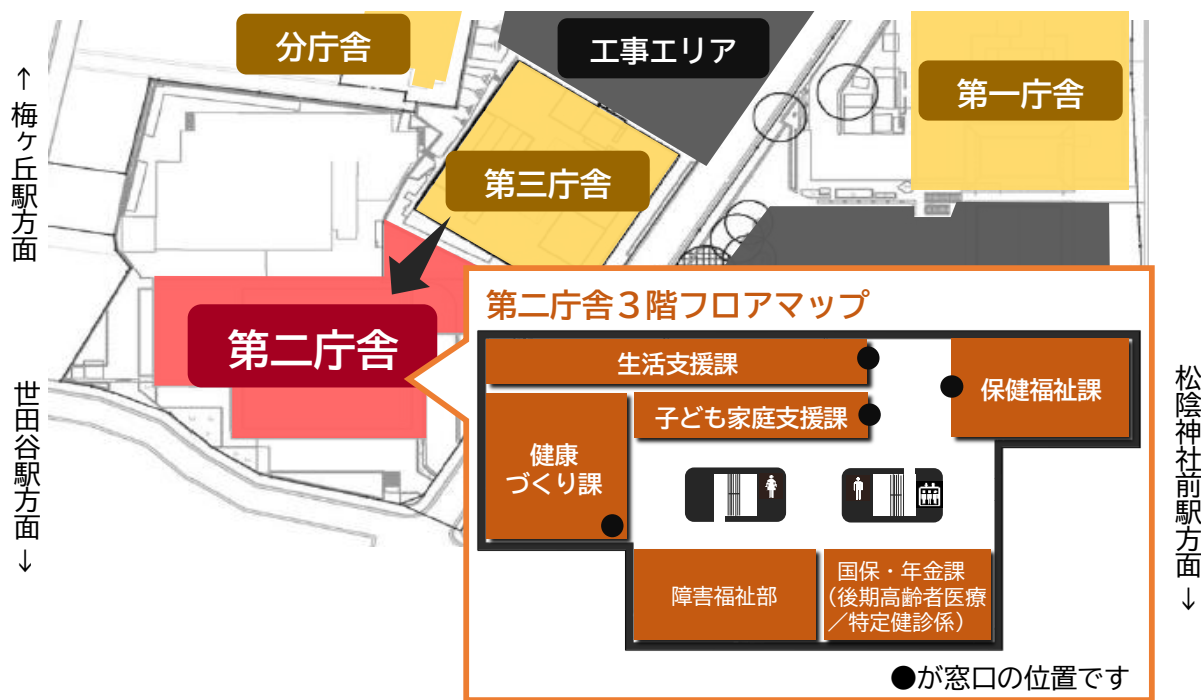 分庁舎
工事エリア
第一庁舎
↑梅ヶ丘駅方面
第三庁舎
第二庁舎
世田谷駅方面↓
松陰神社前駅方面↓
第二庁舎３階フロアマップ
生活支援課
保健福祉課
子ども家庭支援課
健康
づくり課
障害福祉部
国保・年金課
（後期高齢者医療
／特定健診係）
●が窓口の位置です